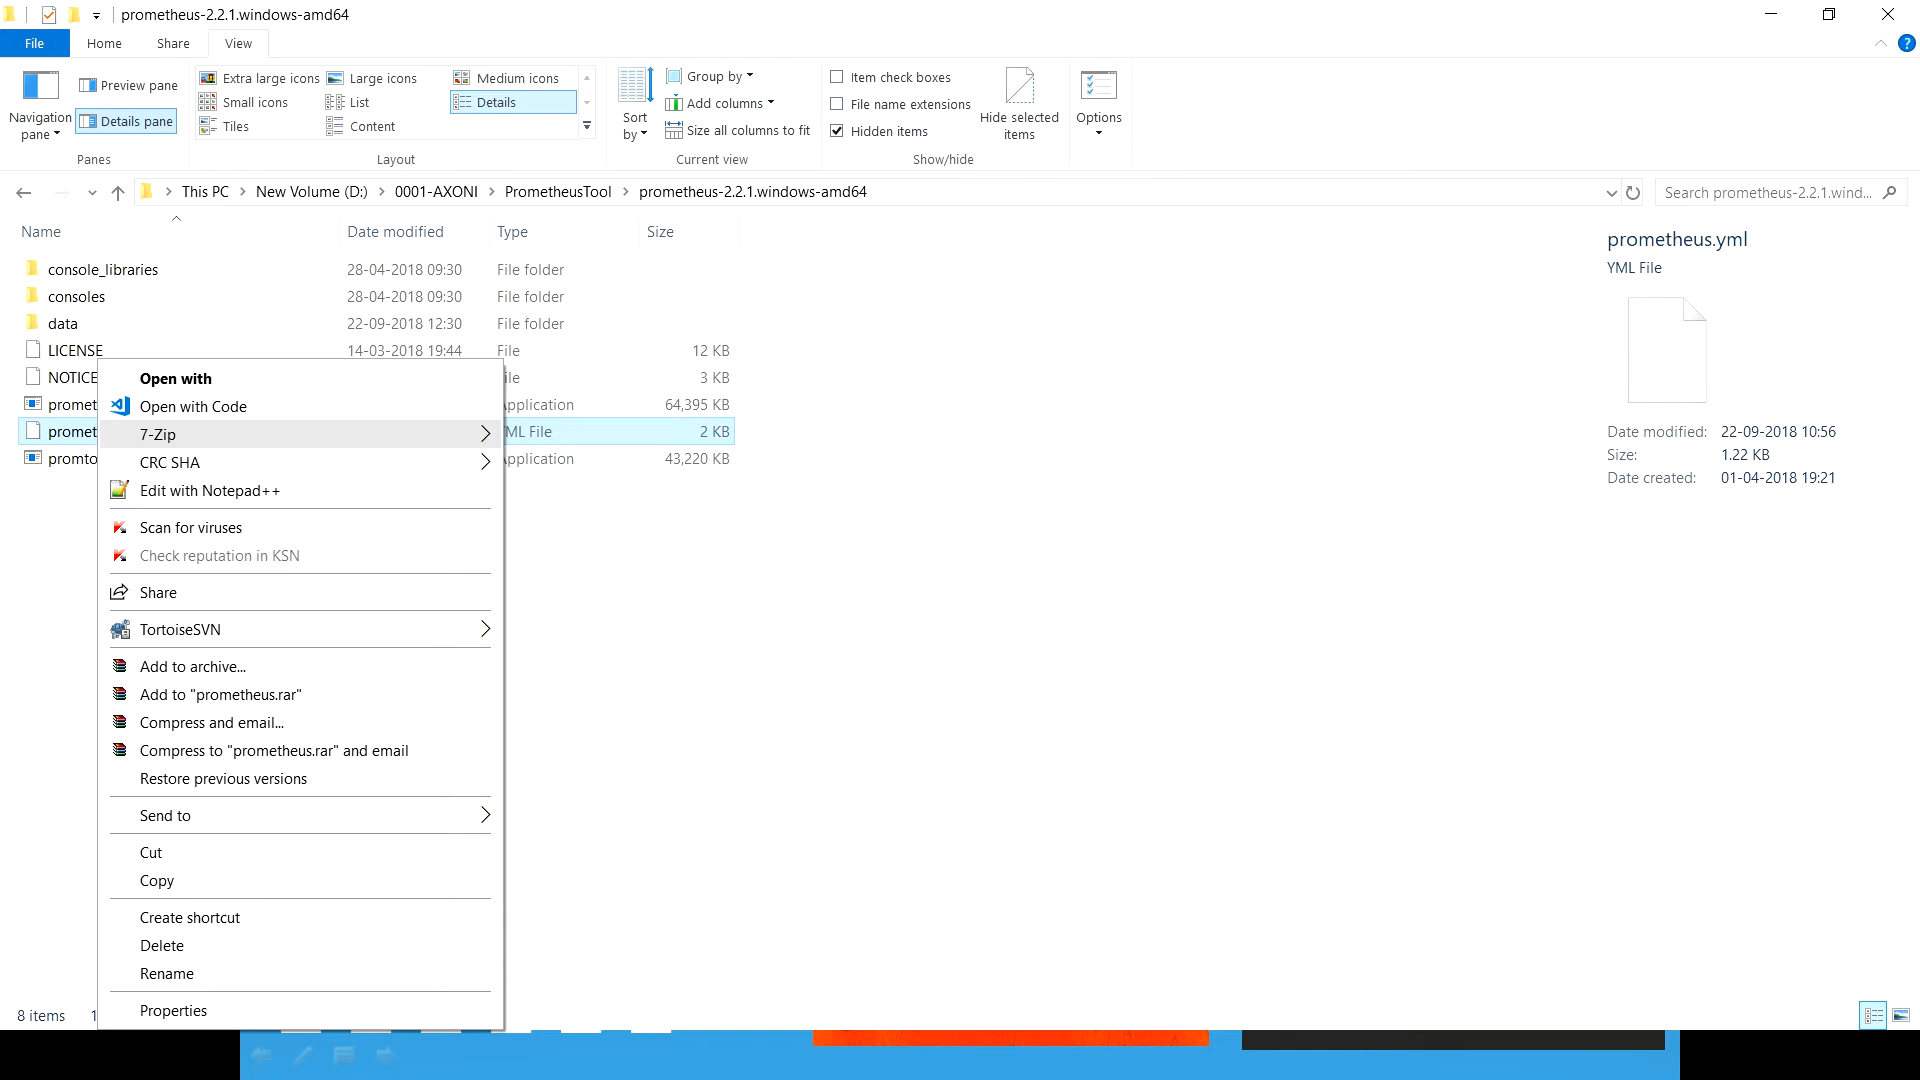 prometheus-2.2.1.windows-amd64
File Home Share View
Navigation pane
Preview pane
Details pane
Panes
Extra large icons Large icons Medium icons
Small icons List Details
Tiles Content
Layout
Sort by
Group by
Add columns
Size all columns to fit
Current view
Item check boxes
File name extensions
Hidden items
Hide selected items
Show/hide
Options
This PC > New Volume (D:) > 0001-AXONI > PrometheusTool > prometheus-2.2.1.windows-amd64
Search prometheus-2.2.1.wind...
Name Date modified Type Size
console_libraries 28-04-2018 09:30 File folder
consoles 28-04-2018 09:30 File folder
data 22-09-2018 12:30 File folder
LICENSE 14-03-2018 19:44 File 12 KB
NOTICE ile 3 KB
promet pplication 64,395 KB
promet ML File 2 KB
promto pplication 43,220 KB
Open with
Open with Code
7-Zip
CRC SHA
Edit with Notepad++
Scan for viruses
Check reputation in KSN
Share
TortoiseSVN
Add to archive...
Add to "prometheus.rar"
Compress and email...
Compress to "prometheus.rar" and email
Restore previous versions
Send to
Cut
Copy
Create shortcut
Delete
Rename
Properties
prometheus.yml
YML File
Date modified: 22-09-2018 10:56
Size: 1.22 KB
Date created: 01-04-2018 19:21
8 items 1